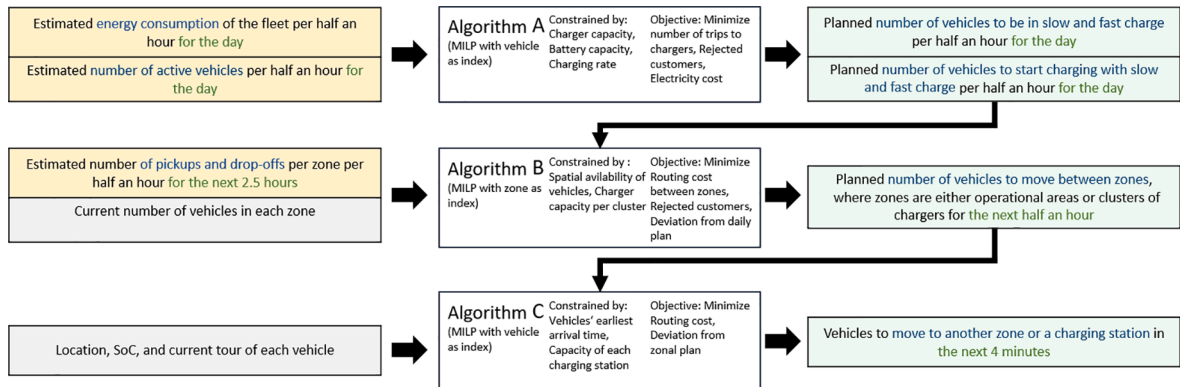 Estimated energy consumption of the fleet per half an
hour for the day
Estimated number of active vehicles per half an hour for
the day
Algorithm A
(MILP with vehicle
as index)
Constrained by:
Charger capacity,
Battery capacity,
Charging rate
Objective: Minimize
number of trips to
chargers, Rejected
customers,
Electricity cost
Planned number of vehicles to be in slow and fast charge
per half an hour for the day
Planned number of vehicles to start charging with slow
and fast charge per half an hour for the day
Estimated number of pickups and drop-offs per zone per
half an hour for the next 2.5 hours
Current number of vehicles in each zone
Algorithm B
(MILP with zone as
index)
Constrained by :
Spatial avilability of
vehicles, Charger
capacity per cluster
Objective: Minimize
Routing cost
between zones,
Rejected customers,
Deviation from daily
plan
Planned number of vehicles to move between zones,
where zones are either operational areas or clusters of
chargers for the next half an hour
Location, SoC, and current tour of each vehicle
Algorithm C
(MILP with vehicle
as index)
Constrained by:
Vehicles‘ earliest
arrival time,
Capacity of each
charging station
Objective: Minimize
Routing cost,
Deviation from
zonal plan
Vehicles to move to another zone or a charging station in
the next 4 minutes